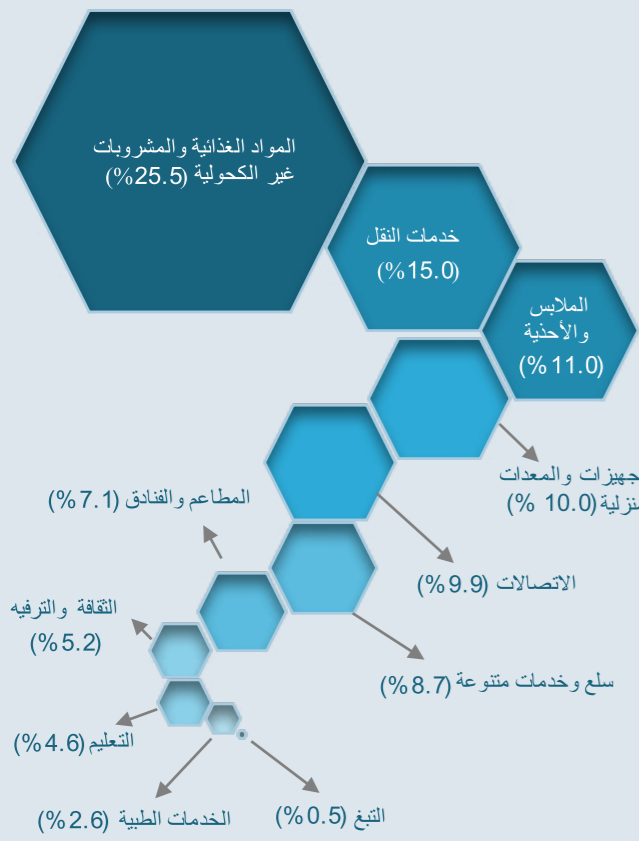 المواد الغذائية والمشروبات
غير الكحولية (25.5%)
خدمات النقل
(15.0%)
الملابس
والأحذية
(11.0%)
والمعدات
(10.0 %)
المطاعم والفنادق (7.1%)
الاتصالات (9.9%)
الثقافة والترفيه
(5.2%)
سلع وخدمات متنوعة (8.7%)
التعليم (4.6%)
التبغ (0.5%)
الخدمات الطبية (2.6%)